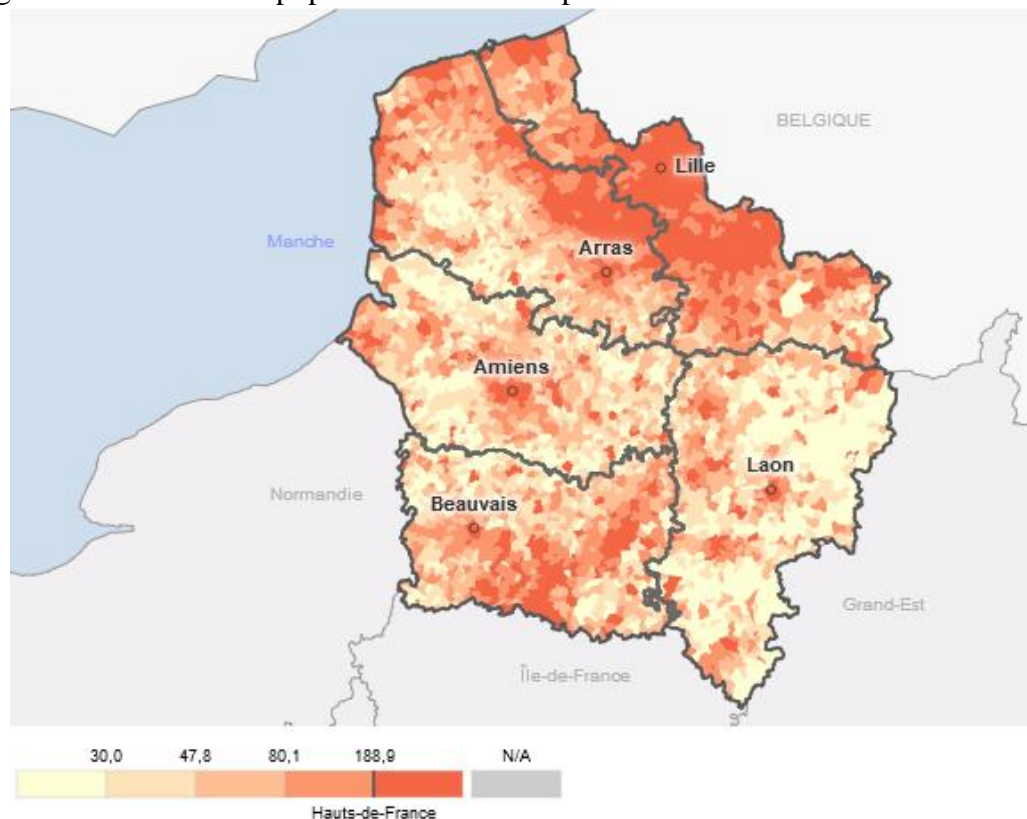 BELGIQUE
Lille
Manche
Arras
Amiens
Laon
Normandie
Beauvais
Grand-Est
Île-de-France
30,0 47,8 80,1 188,9 N/A
Hauts-de-France